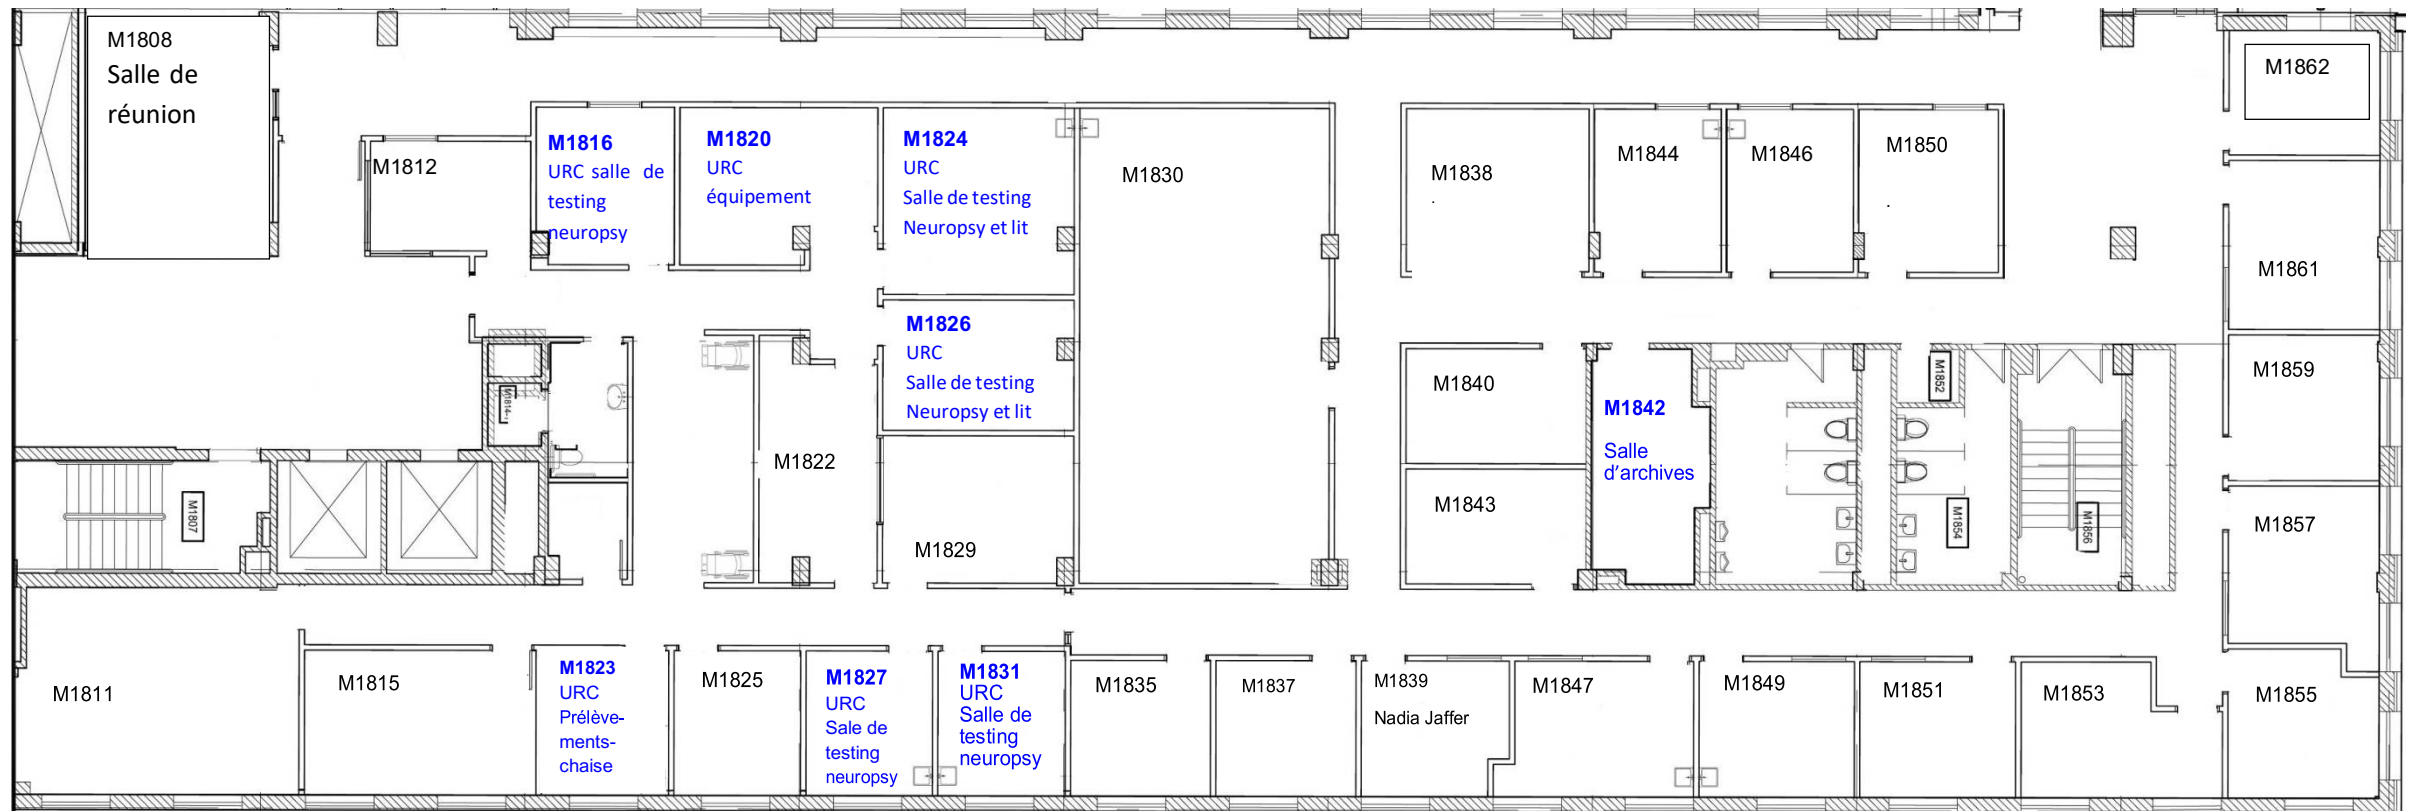 M1808
Salle de
réunion
M1812
M1816
URC salle de
testing
neuropsy
M1820
URC
équipement
M1824
URC
Salle de testing
Neuropsy et lit
M1830
M1838
M1844
M1846
M1850
M1862
M1861
M1826
URC
Salle de testing
Neuropsy et lit
M1814-1
M1822
M1829
M1807
M1840
M1843
M1842
Salle
d’archives
M1852
M1854
M1856
M1859
M1857
M1811
M1815
M1823
URC
Prélève-
ments-
chaise
M1825
M1827
URC
Sale de
testing
neuropsy
M1831
URC
Salle de
testing
neuropsy
M1835
M1837
M1839
Nadia Jaffer
M1847
M1849
M1851
M1853
M1855